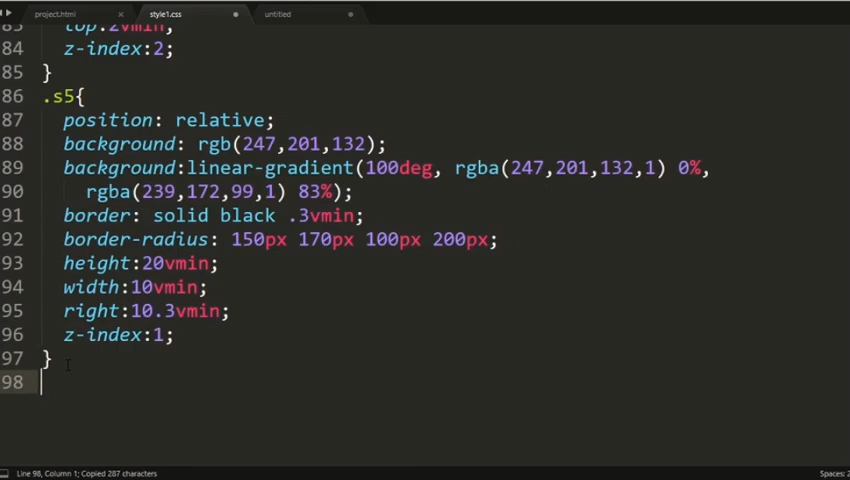 project.html × style1.css untitled
83 top:2vmin;
84 z-index:2;
85 }
86 .s5{
87 position: relative;
88 background: rgb(247,201,132);
89 background:linear-gradient(100deg, rgba(247,201,132,1) 0%,
90 rgba(239,172,99,1) 83%);
91 border: solid black .3vmin;
92 border-radius: 150px 170px 100px 200px;
93 height:20vmin;
94 width:10vmin;
95 right:10.3vmin;
96 z-index:1;
97 }
98
Line 98, Column 1; Copied 287 characters Spaces: 2